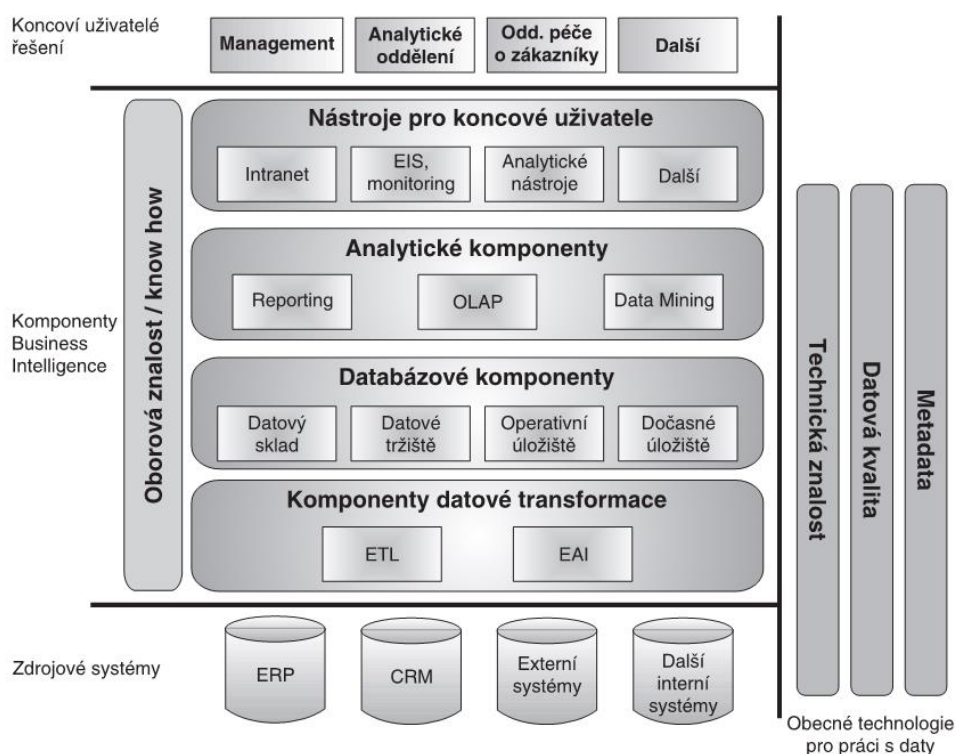 Koncoví uživatelé
řešení
Management
Analytické
oddělení
Odd. péče
o zákazníky
Další
Komponenty
Business
Intelligence
Oborová znalost / know how
Nástroje pro koncové uživatele
Intranet
EIS,
monitoring
Analytické
nástroje
Další
Analytické komponenty
Reporting
OLAP
Data Mining
Databázové komponenty
Datový
sklad
Datové
tržiště
Operativní
úložiště
Dočasné
úložiště
Komponenty datové transformace
ETL
EAI
Zdrojové systémy
ERP
CRM
Externí
systémy
Další
interní
systémy
Technická znalost
Datová kvalita
Metadata
Obecné technologie
pro práci s daty